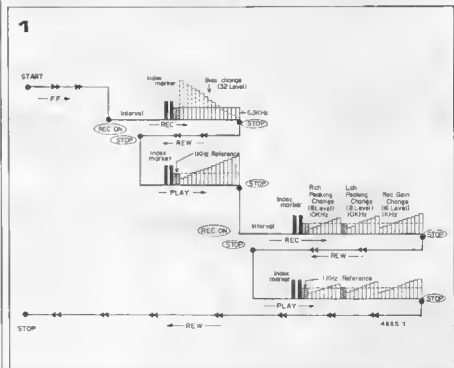 1
START
FF
Index marker
Bias change
(32 Level)
6.3KHz
Interval
REC ON
REC
STOP
STOP
REW
Index marker
1KHz Reference
STOP
PLAY
Index marker
Rch Peaking Change (8 Level) 10KHz
Lch Peaking Change (8 Level) 10KHz
Rec Gain Change (16 Level) 1KHz
REC ON
Interval
STOP
REC
STOP
REW
Index marker
1KHz Reference
STOP
PLAY
STOP
REW
4685 1